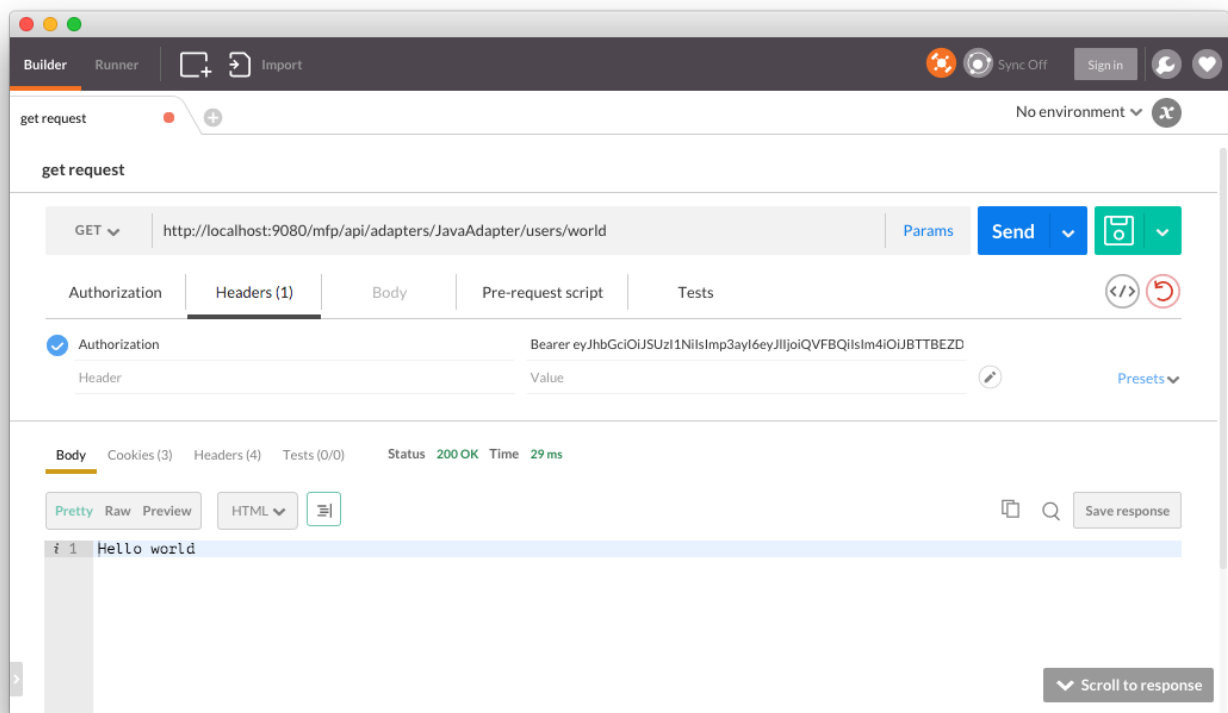 Builder Runner Import Sync Off Sign in
get request No environment x
get request
GET http://localhost:9080/mfp/api/adapters/JavaAdapter/users/world Params Send
Authorization Headers (1) Body Pre-request script Tests </>
Authorization Bearer eyJhbGciOiJSUzI1NiIsImp3ayI6eyJlIjoiQVFBQiIsIm4iOiJBTTBEZD
Header Value Presets
Body Cookies (3) Headers (4) Tests (0/0) Status 200 OK Time 29 ms
Pretty Raw Preview HTML Save response
i 1 Hello world
Scroll to response